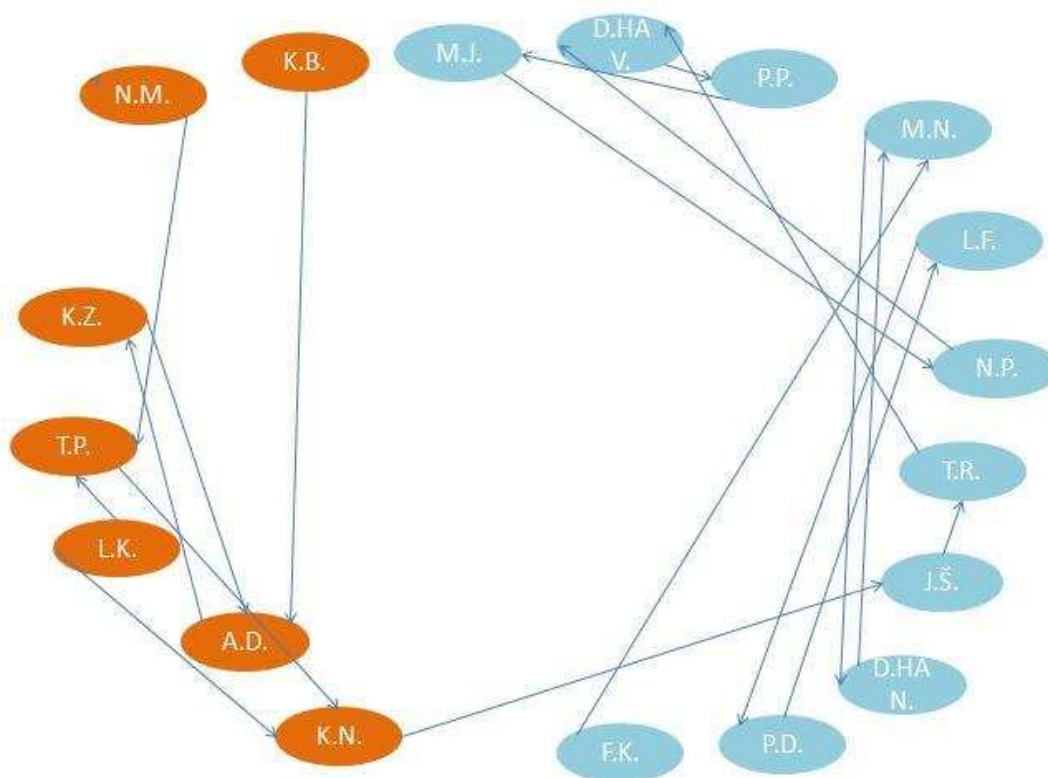 K.B.
N.M.
M.J.
D.HA
V.
P.P.
M.N.
L.F.
K.Z.
N.P.
T.P.
T.R.
L.K.
J.Š.
A.D.
D.HA
N.
K.N.
F.K.
P.D.